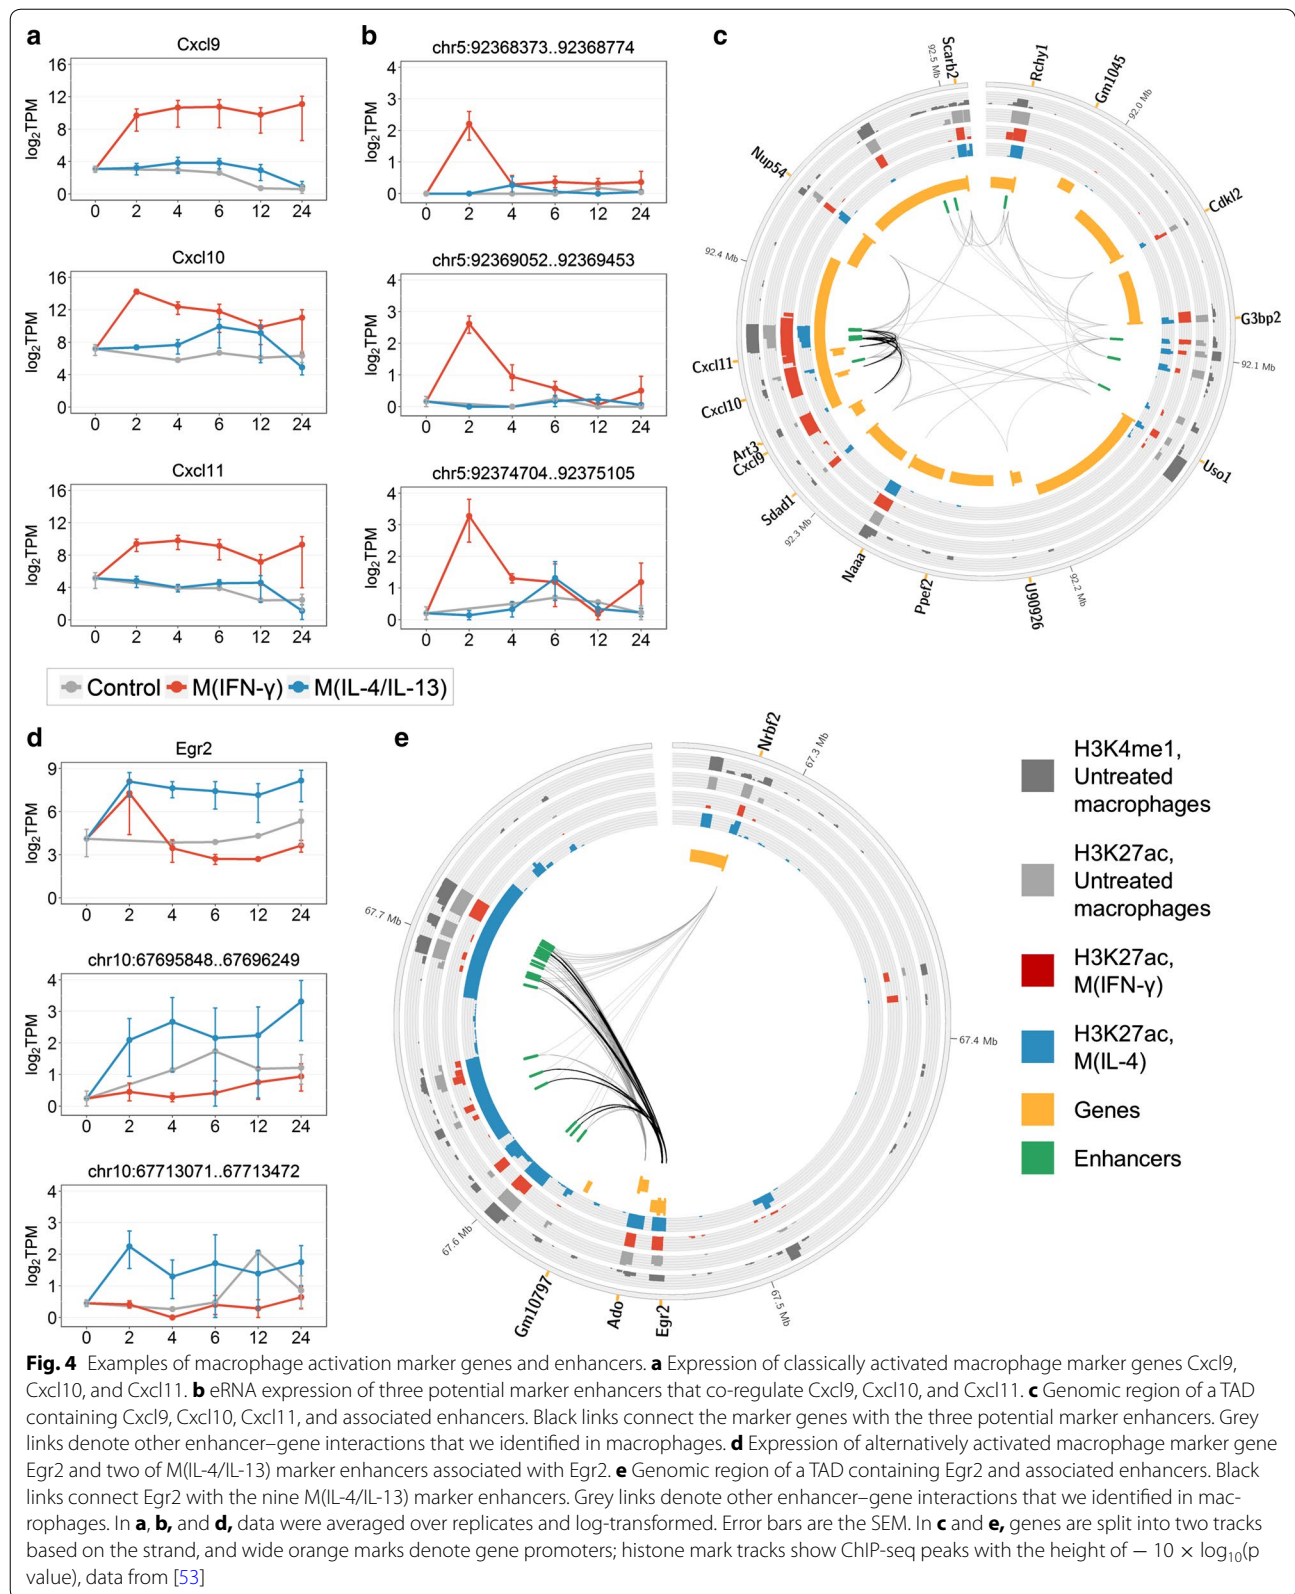 a
Cxcl9
16
12
8
4
0
log2TPM
0 2 4 6 12 24
Cxcl10
16
12
8
4
0
log2TPM
0 2 4 6 12 24
Cxcl11
16
12
8
4
0
log2TPM
0 2 4 6 12 24
b
chr5:92368373..92368774
4
3
2
1
0
log2TPM
0 2 4 6 12 24
chr5:92369052..92369453
4
3
2
1
0
log2TPM
0 2 4 6 12 24
chr5:92374704..92375105
4
3
2
1
0
log2TPM
0 2 4 6 12 24
c
Scarb2
92.5 Mb
Rchy1
Gm1045
92.0 Mb
Cdkl2
G3bp2
92.1 Mb
Uso1
92.2 Mb
U90926
Ppef2
Naaa
92.3 Mb
Sdad1
Cxcl9
Art3
Cxcl10
Cxcl11
92.4 Mb
Nup54
Control M(IFN-γ) M(IL-4/IL-13)
d
Egr2
9
6
3
0
log2TPM
0 2 4 6 12 24
chr10:67695848..67696249
4
3
2
1
0
log2TPM
0 2 4 6 12 24
chr10:67713071..67713472
4
3
2
1
0
log2TPM
0 2 4 6 12 24
e
Nrbf2
67.3 Mb
67.4 Mb
67.5 Mb
Egr2
Ado
Gm10797
67.6 Mb
67.7 Mb
H3K4me1,
Untreated
macrophages
H3K27ac,
Untreated
macrophages
H3K27ac,
M(IFN-γ)
H3K27ac,
M(IL-4)
Genes
Enhancers
Fig. 4 Examples of macrophage activation marker genes and enhancers. a Expression of classically activated macrophage marker genes Cxcl9,
Cxcl10, and Cxcl11. b eRNA expression of three potential marker enhancers that co-regulate Cxcl9, Cxcl10, and Cxcl11. c Genomic region of a TAD
containing Cxcl9, Cxcl10, Cxcl11, and associated enhancers. Black links connect the marker genes with the three potential marker enhancers. Grey
links denote other enhancer–gene interactions that we identified in macrophages. d Expression of alternatively activated macrophage marker gene
Egr2 and two of M(IL-4/IL-13) marker enhancers associated with Egr2. e Genomic region of a TAD containing Egr2 and associated enhancers. Black
links connect Egr2 with the nine M(IL-4/IL-13) marker enhancers. Grey links denote other enhancer–gene interactions that we identified in mac-
rophages. In a, b, and d, data were averaged over replicates and log-transformed. Error bars are the SEM. In c and e, genes are split into two tracks
based on the strand, and wide orange marks denote gene promoters; histone mark tracks show ChIP-seq peaks with the height of − 10 × log10(p
value), data from [53]